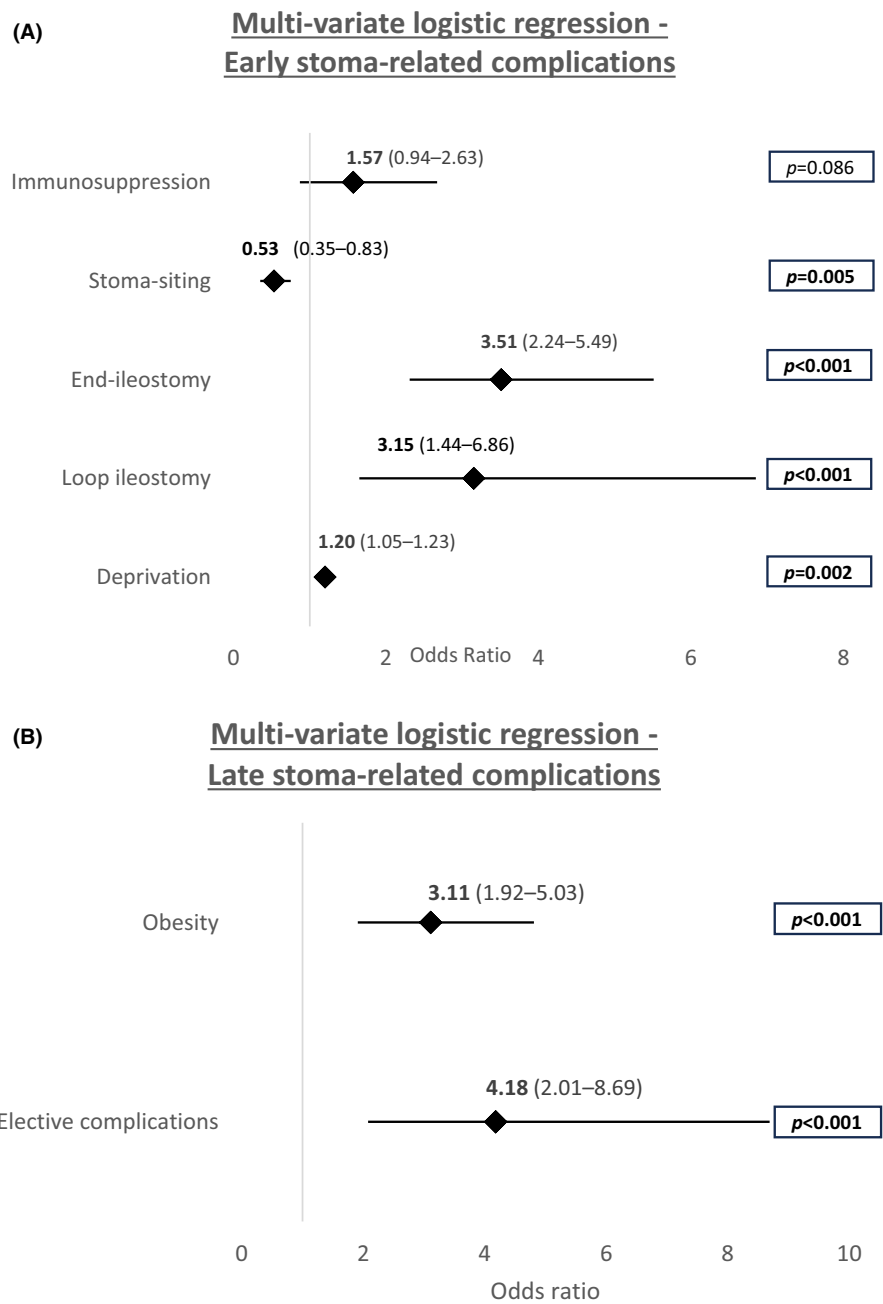 (A)
Multi-variate logistic regression -
Early stoma-related complications
1.57 (0.94–2.63)
Immunosuppression
p=0.086
0.53 (0.35–0.83)
Stoma-siting
p=0.005
3.51 (2.24–5.49)
End-ileostomy
p<0.001
3.15 (1.44–6.86)
Loop ileostomy
p<0.001
1.20 (1.05–1.23)
Deprivation
p=0.002
0 2 Odds Ratio 4 6 8
(B)
Multi-variate logistic regression -
Late stoma-related complications
3.11 (1.92–5.03)
Obesity
p<0.001
4.18 (2.01–8.69)
Elective complications
p<0.001
0 2 4 6 8 10
Odds ratio